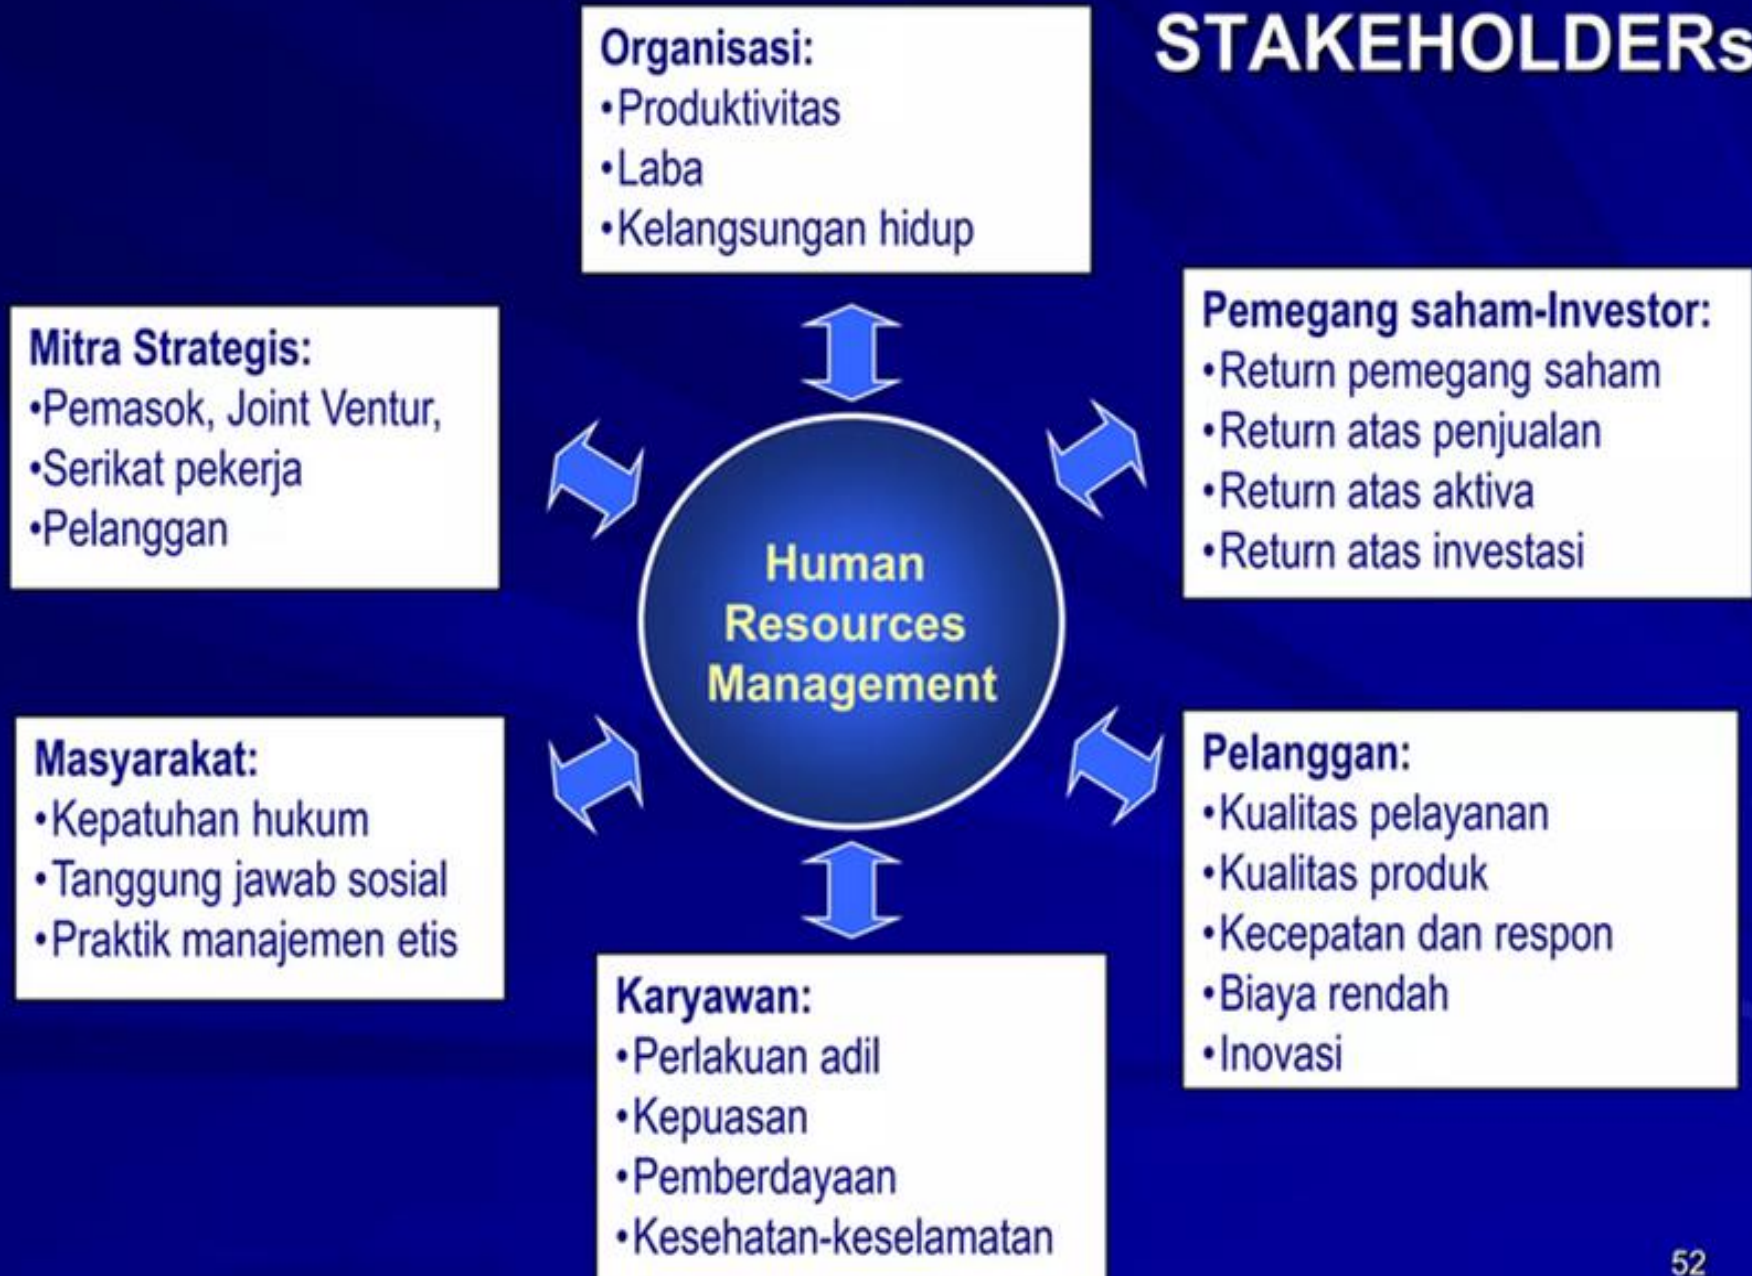 STAKEHOLDERs
Organisasi:
•Produktivitas
•Laba
•Kelangsungan hidup
Mitra Strategis:
•Pemasok, Joint Ventur,
•Serikat pekerja
•Pelanggan
Pemegang saham-Investor:
•Return pemegang saham
•Return atas penjualan
•Return atas aktiva
•Return atas investasi
Human
Resources
Management
Masyarakat:
•Kepatuhan hukum
•Tanggung jawab sosial
•Praktik manajemen etis
Pelanggan:
•Kualitas pelayanan
•Kualitas produk
•Kecepatan dan respon
•Biaya rendah
•Inovasi
Karyawan:
•Perlakuan adil
•Kepuasan
•Pemberdayaan
•Kesehatan-keselamatan
52